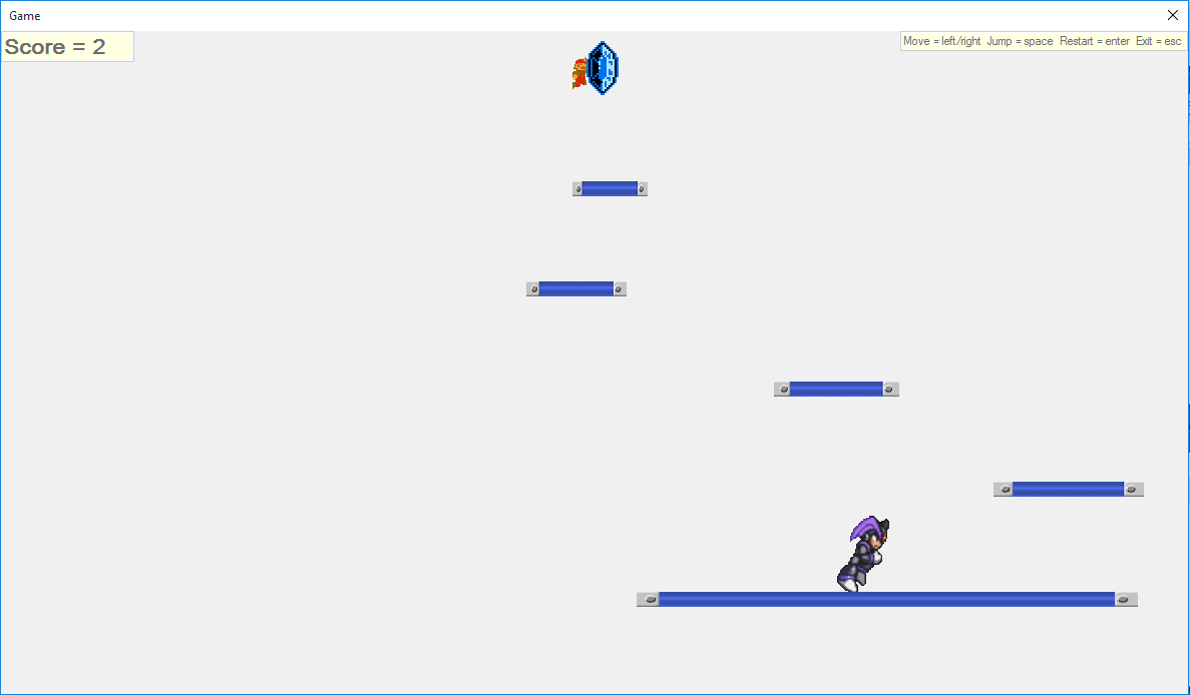 Game
Score = 2
Move = left/right Jump = space Restart = enter Exit = esc